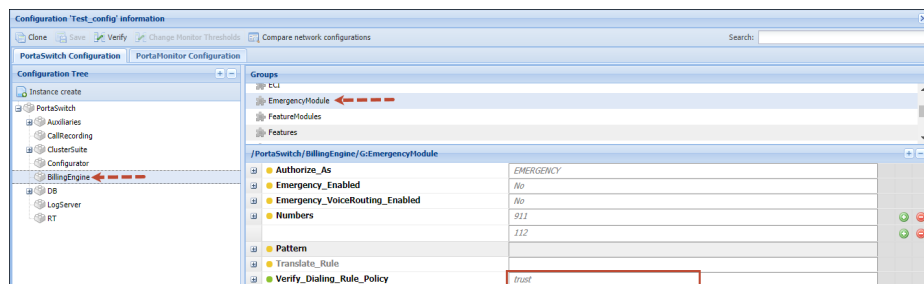 Configuration 'Test_config' information
Clone Save Verify Change Monitor Thresholds Compare network configurations Search:
PortaSwitch Configuration PortaMonitor Configuration
Configuration Tree
Instance create
PortaSwitch
Auxiliaries
CallRecording
ClusterSuite
Configurator
BillingEngine
DB
LogServer
RT
Groups
ECI
EmergencyModule
FeatureModules
Features
/PortaSwitch/BillingEngine/G:EmergencyModule
Authorize_As EMERGENCY
Emergency_Enabled No
Emergency_VoiceRouting_Enabled No
Numbers 911
112
Pattern
Translate_Rule
Verify_Dialing_Rule_Policy trust